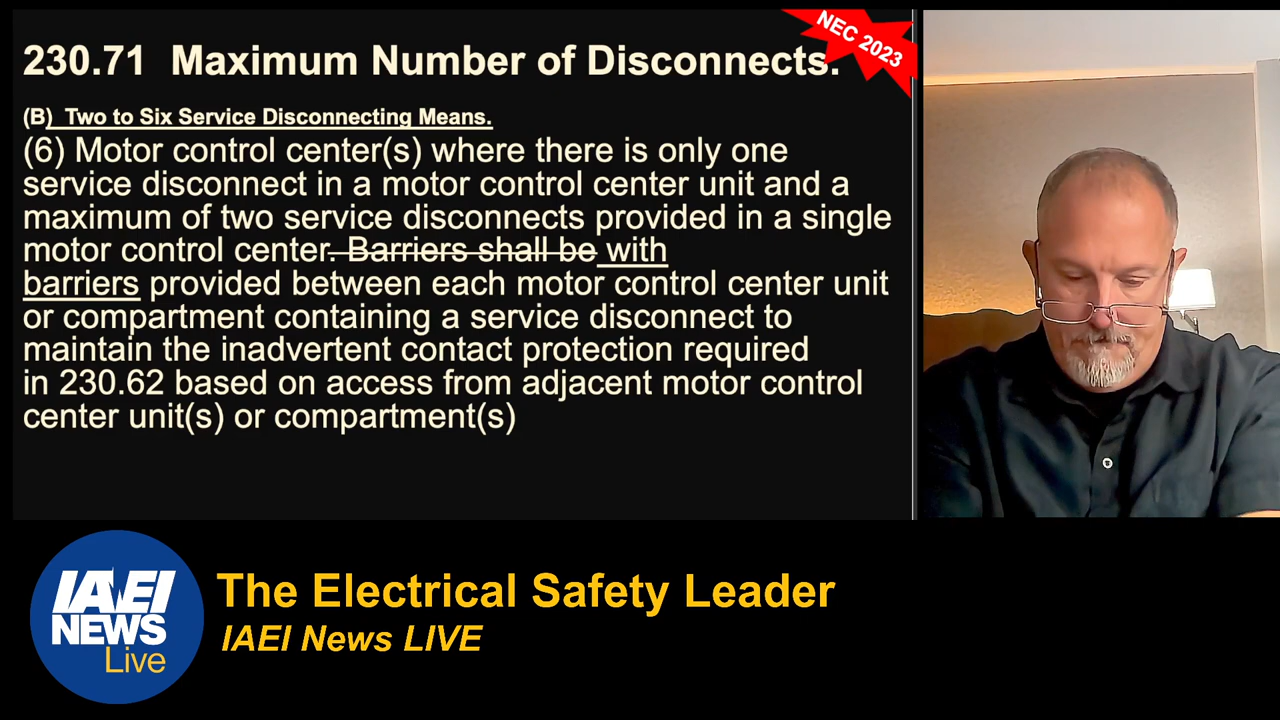 230.71 Maximum Number of Disconnects.
NEC 2023
(B) Two to Six Service Disconnecting Means.
(6) Motor control center(s) where there is only one
service disconnect in a motor control center unit and a
maximum of two service disconnects provided in a single
motor control center. Barriers shall be with
barriers provided between each motor control center unit
or compartment containing a service disconnect to
maintain the inadvertent contact protection required
in 230.62 based on access from adjacent motor control
center unit(s) or compartment(s)
IAEI
NEWS
Live
The Electrical Safety Leader
IAEI News LIVE